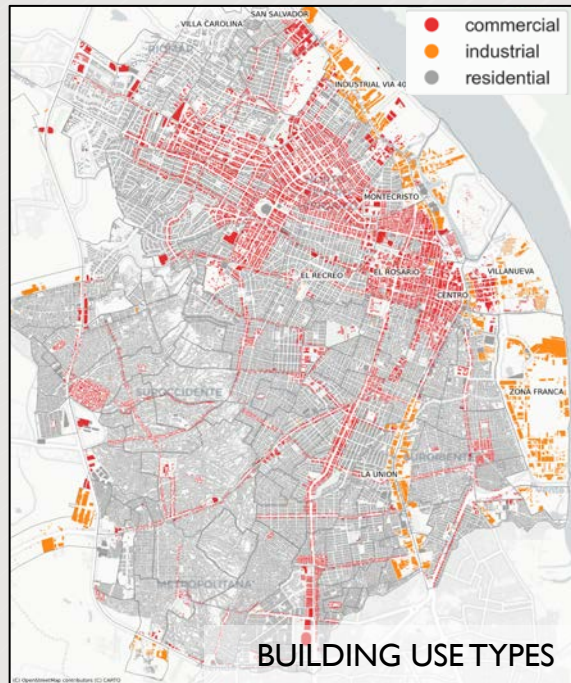 SAN SALVADOR
VILLA CAROLINA
commercial
industrial
residential
RIOMAR
INDUSTRIAL VIA 40
MONTECRISTO
EL RECREO
EL ROSARIO
VILLANUEVA
CENTRO
SUROCCIDENTE
ZONA FRANCA
SURORIENTE
LA UNION
METROPOLITANA
BUILDING USE TYPES
(C) OpenStreetMap contributors (C) CARTO